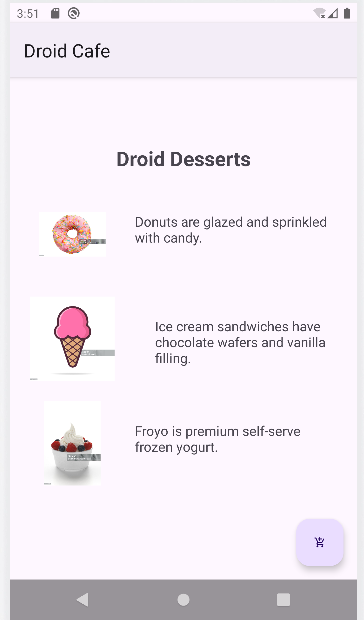 3:51
Droid Cafe
Droid Desserts
Donuts are glazed and sprinkled
with candy.
Ice cream sandwiches have
chocolate wafers and vanilla
filling.
Froyo is premium self-serve
frozen yogurt.